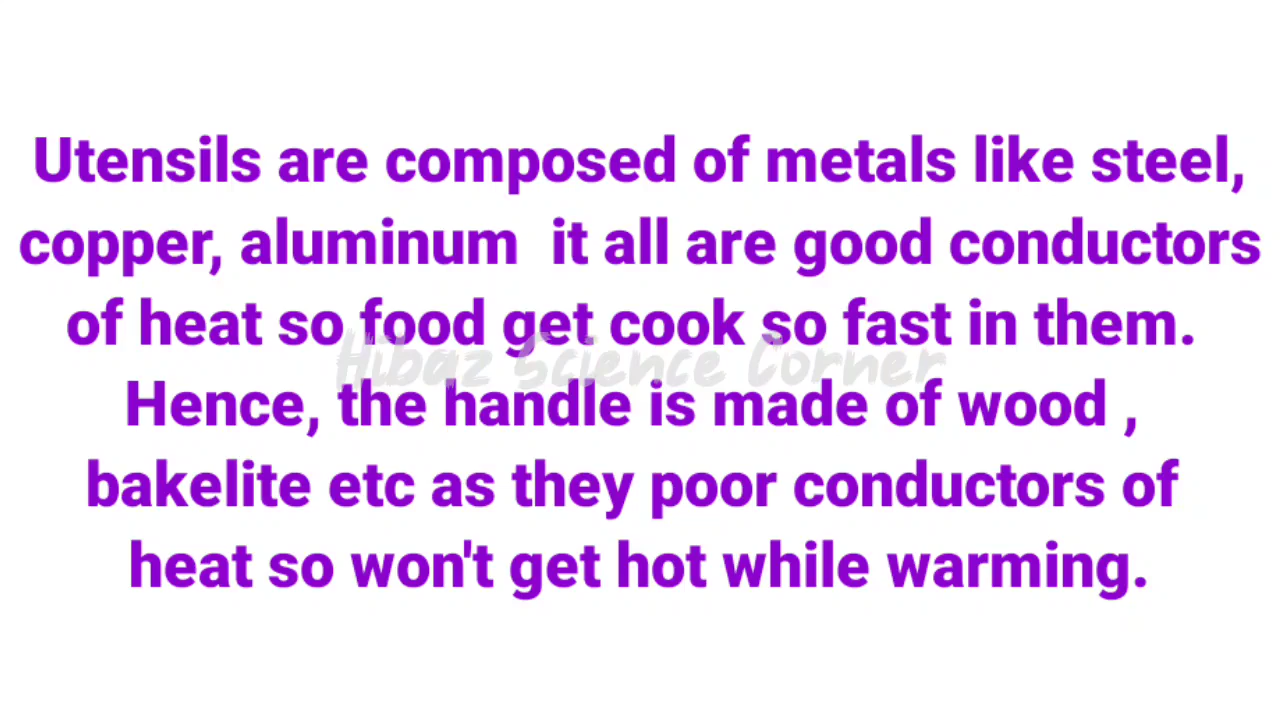 Utensils are composed of metals like steel,
copper, aluminum  it all are good conductors
of heat so food get cook so fast in them.
Hibaz Science Corner
Hence, the handle is made of wood ,
bakelite etc as they poor conductors of
heat so won't get hot while warming.